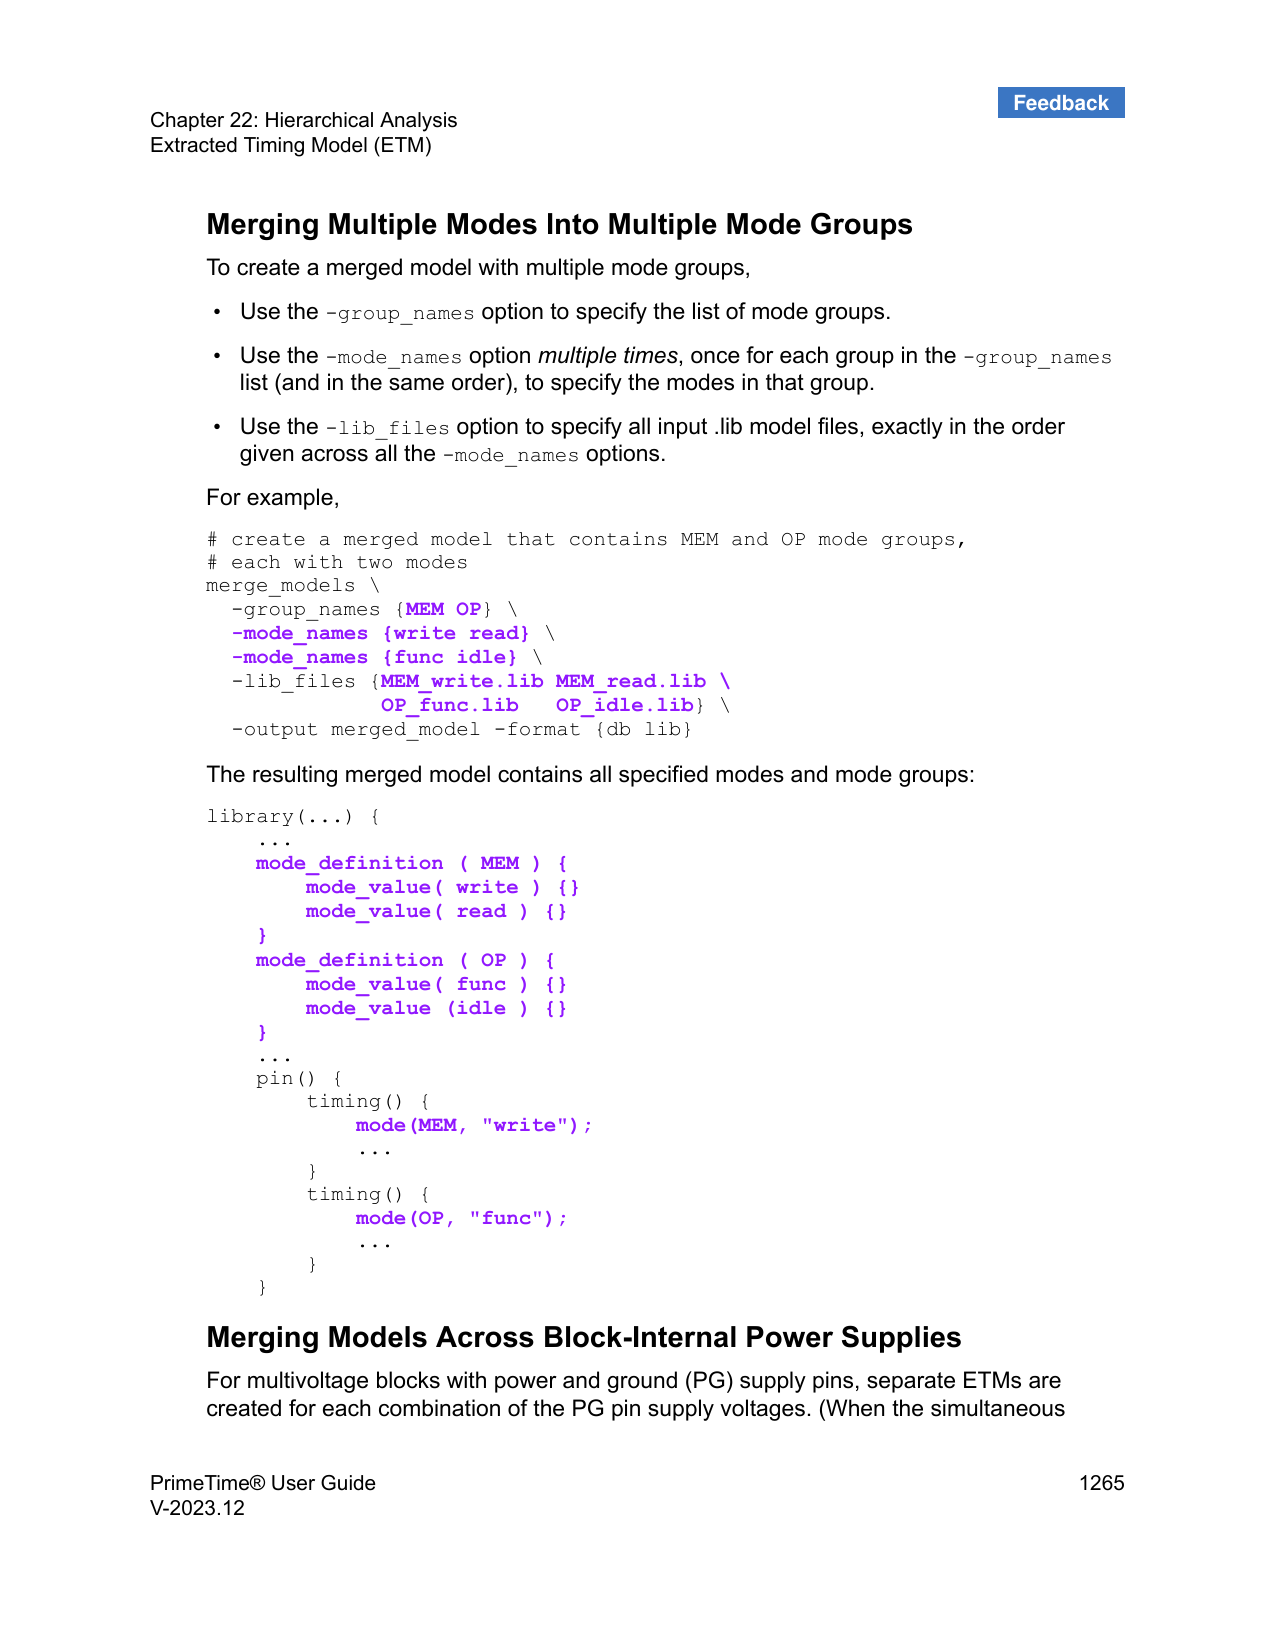 Feedback
Chapter 22: Hierarchical Analysis
Extracted Timing Model (ETM)
Merging Multiple Modes Into Multiple Mode Groups
To create a merged model with multiple mode groups,
• Use the -group_names option to specify the list of mode groups.
• Use the -mode_names option multiple times, once for each group in the -group_names
list (and in the same order), to specify the modes in that group.
• Use the -lib_files option to specify all input .lib model files, exactly in the order
given across all the -mode_names options.
For example,
# create a merged model that contains MEM and OP mode groups,
# each with two modes
merge_models \
  -group_names {MEM OP} \
  -mode_names {write read} \
  -mode_names {func idle} \
  -lib_files {MEM_write.lib MEM_read.lib \
              OP_func.lib   OP_idle.lib} \
  -output merged_model -format {db lib}
The resulting merged model contains all specified modes and mode groups:
library(...) {
    ...
    mode_definition ( MEM ) {
        mode_value( write ) {}
        mode_value( read ) {}
    }
    mode_definition ( OP ) {
        mode_value( func ) {}
        mode_value (idle ) {}
    }
    ...
    pin() {
        timing() {
            mode(MEM, "write");
            ...
        }
        timing() {
            mode(OP, "func");
            ...
        }
    }
Merging Models Across Block-Internal Power Supplies
For multivoltage blocks with power and ground (PG) supply pins, separate ETMs are
created for each combination of the PG pin supply voltages. (When the simultaneous
PrimeTime® User Guide 1265
V-2023.12